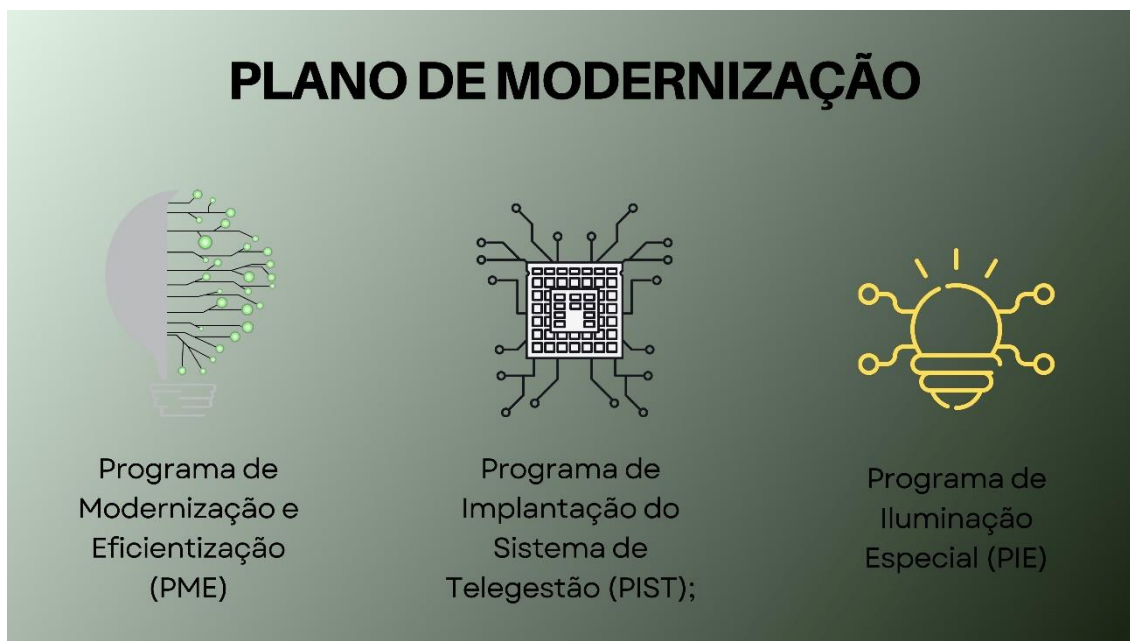 PLANO DE MODERNIZAÇÃO
Programa de
Modernização e
Eficientização
(PME)
Programa de
Implantação do
Sistema de
Telegestão (PIST);
Programa de
Iluminação
Especial (PIE)